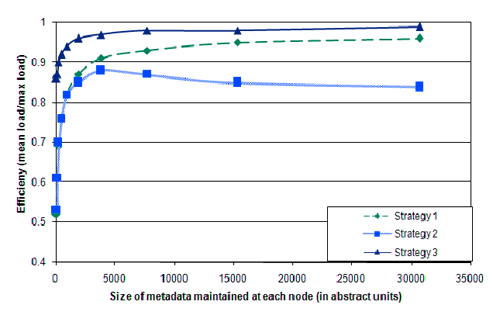 1
0.9
0.8
0.7
0.6
0.5
0.4
Efficieny (mean load/max load)
0 5000 10000 15000 20000 25000 30000 35000
Size of metadata maintained at each node (in abstract units)
Strategy 1
Strategy 2
Strategy 3